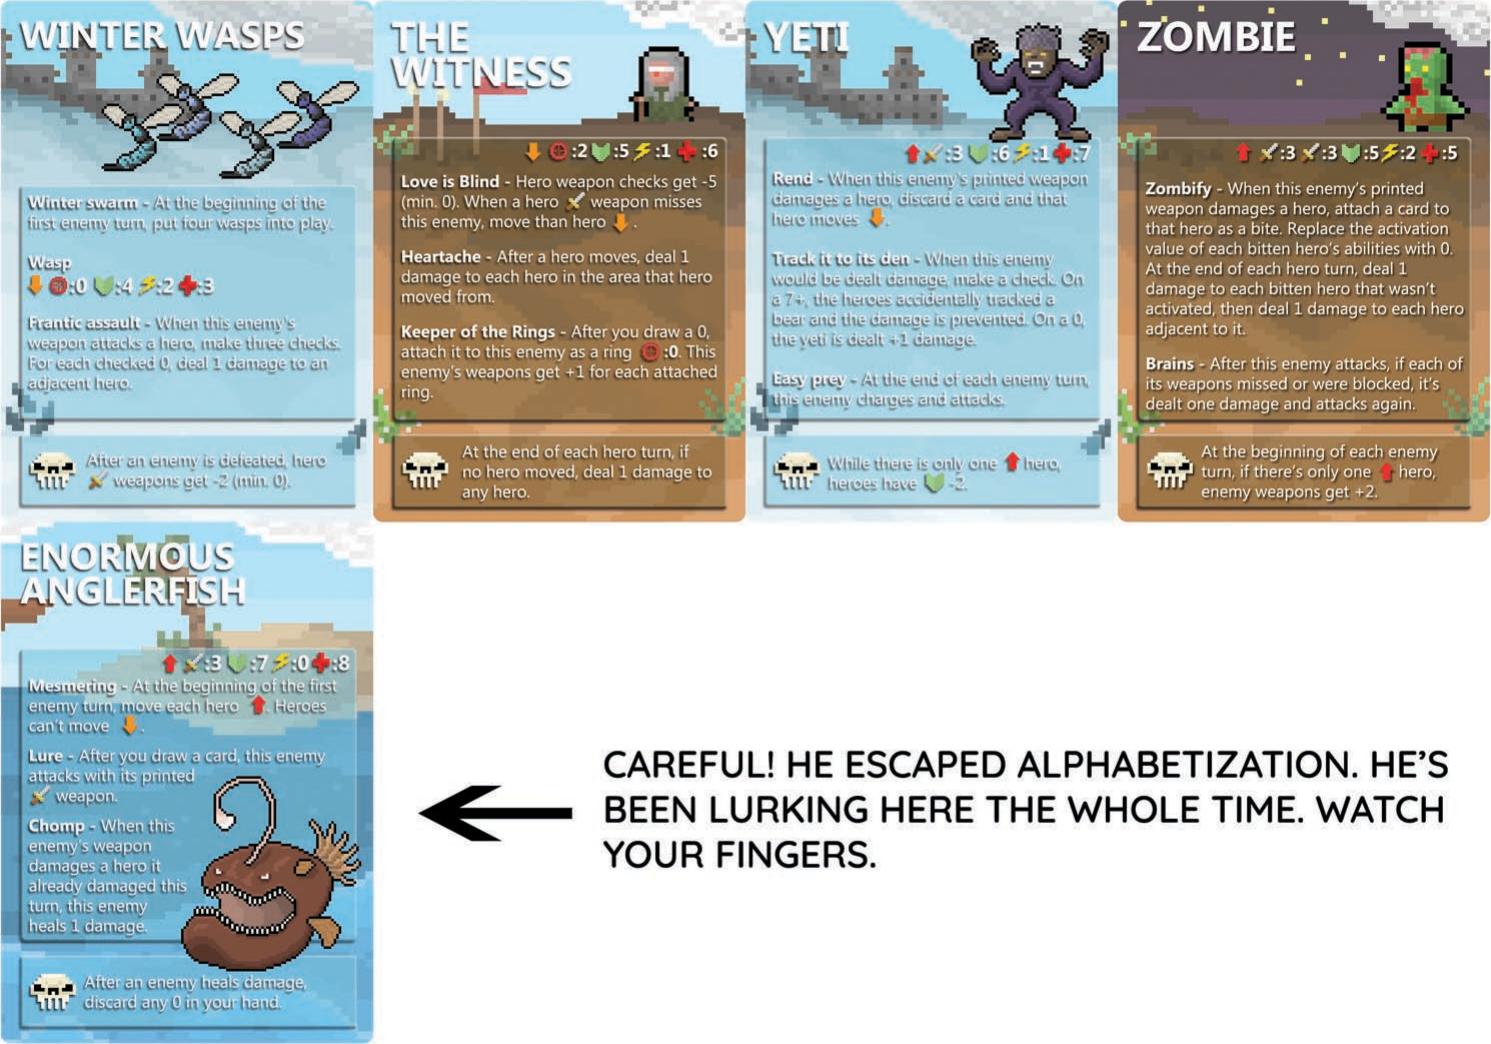 WINTER WASPS
Winter swarm - At the beginning of the
first enemy turn, put four wasps into play.
Wasp
:0 :4 :2 :3
Frantic assault - When this enemy's
weapon attacks a hero, make three checks.
For each checked 0, deal 1 damage to an
adjacent hero.
After an enemy is defeated, hero
weapons get -2 (min. 0).
THE
WITNESS
:2 :5 :1 :6
Love is Blind - Hero weapon checks get -5
(min. 0). When a hero weapon misses
this enemy, move than hero .
Heartache - After a hero moves, deal 1
damage to each hero in the area that hero
moved from.
Keeper of the Rings - After you draw a 0,
attach it to this enemy as a ring :0. This
enemy's weapons get +1 for each attached
ring.
At the end of each hero turn, if
no hero moved, deal 1 damage to
any hero.
YETI
:3 :6 :1 :7
Rend - When this enemy's printed weapon
damages a hero, discard a card and that
hero moves .
Track it to its den - When this enemy
would be dealt damage, make a check. On
a 7+, the heroes accidentally tracked a
bear and the damage is prevented. On a 0,
the yeti is dealt +1 damage.
Easy prey - At the end of each enemy turn,
this enemy charges and attacks.
While there is only one hero,
heroes have -2.
ZOMBIE
:3 :3 :5 :2 :5
Zombify - When this enemy's printed
weapon damages a hero, attach a card to
that hero as a bite. Replace the activation
value of each bitten hero's abilities with 0.
At the end of each hero turn, deal 1
damage to each bitten hero that wasn't
activated, then deal 1 damage to each hero
adjacent to it.
Brains - After this enemy attacks, if each of
its weapons missed or were blocked, it's
dealt one damage and attacks again.
At the beginning of each enemy
turn, if there's only one hero,
enemy weapons get +2.
ENORMOUS
ANGLERFISH
:3 :7 :0 :8
Mesmering - At the beginning of the first
enemy turn, move each hero . Heroes
can't move .
Lure - After you draw a card, this enemy
attacks with its printed
weapon.
Chomp - When this
enemy's weapon
damages a hero it
already damaged this
turn, this enemy
heals 1 damage.
After an enemy heals damage,
discard any 0 in your hand.
CAREFUL! HE ESCAPED ALPHABETIZATION. HE'S
BEEN LURKING HERE THE WHOLE TIME. WATCH
YOUR FINGERS.